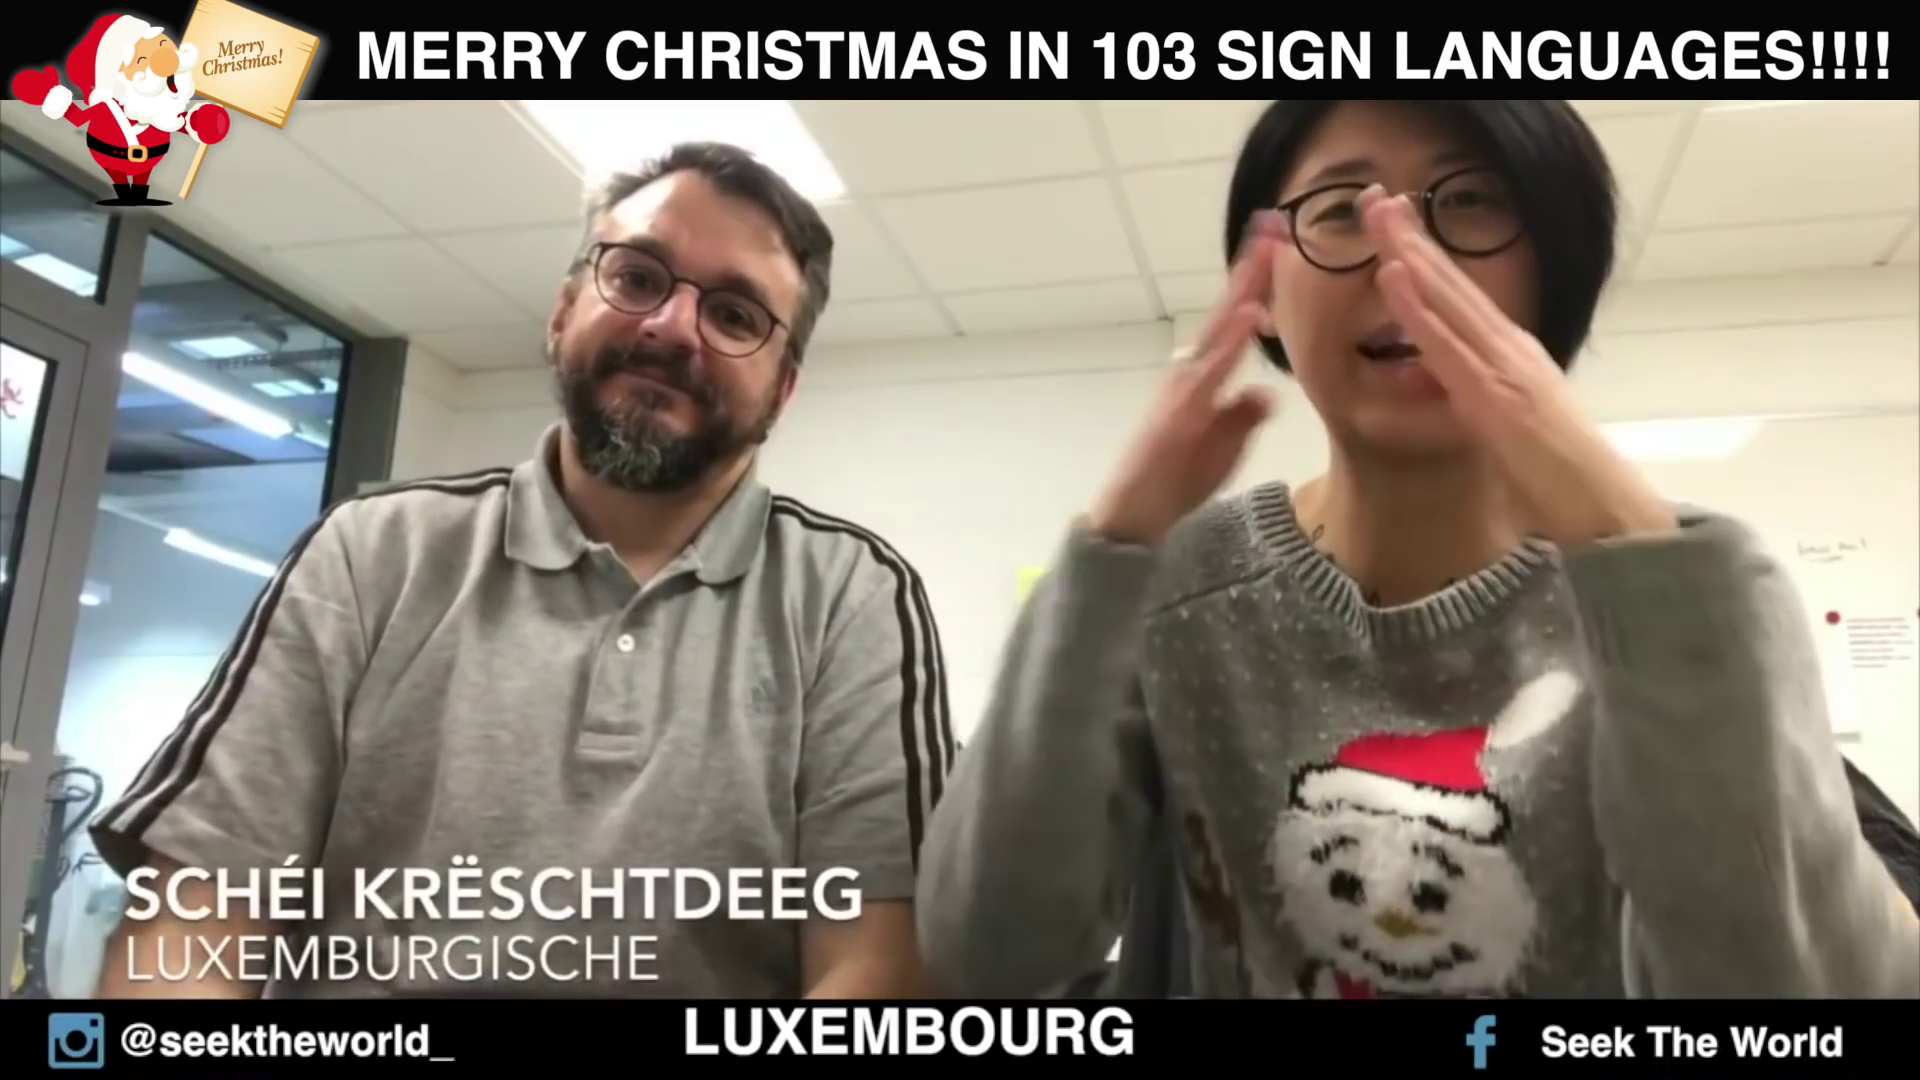 Merry
Christmas!
MERRY CHRISTMAS IN 103 SIGN LANGUAGES!!!!
SCHÉI KRËSCHTDEEG
LUXEMBURGISCHE
@seektheworld_
LUXEMBOURG
Seek The World